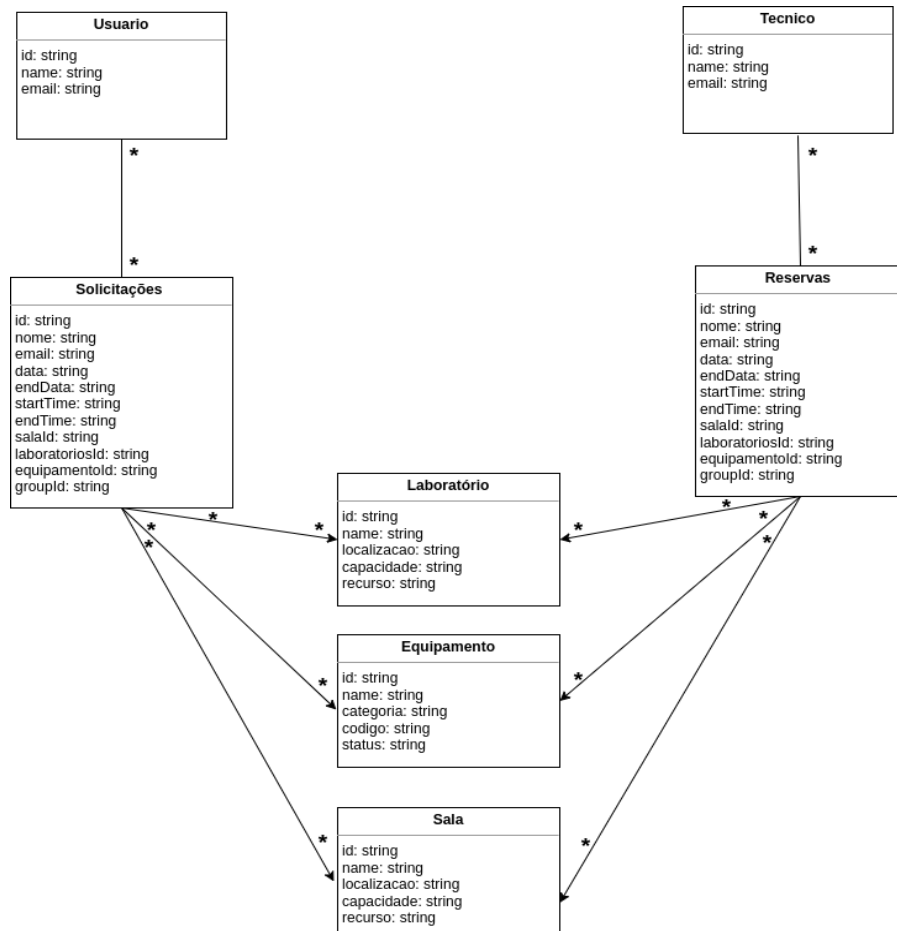 Usuario
id: string
name: string
email: string
*
*
Tecnico
id: string
name: string
email: string
*
*
Solicitações
id: string
nome: string
email: string
data: string
endData: string
startTime: string
endTime: string
salaId: string
laboratoriosId: string
equipamentoId: string
groupId: string
*
*
*
Reservas
id: string
nome: string
email: string
data: string
endData: string
startTime: string
endTime: string
salaId: string
laboratoriosId: string
equipamentoId: string
groupId: string
*
*
*
Laboratório
id: string
name: string
localizacao: string
capacidade: string
recurso: string
*
*
Equipamento
id: string
name: string
categoria: string
codigo: string
status: string
*
*
Sala
id: string
name: string
localizacao: string
capacidade: string
recurso: string
*
*